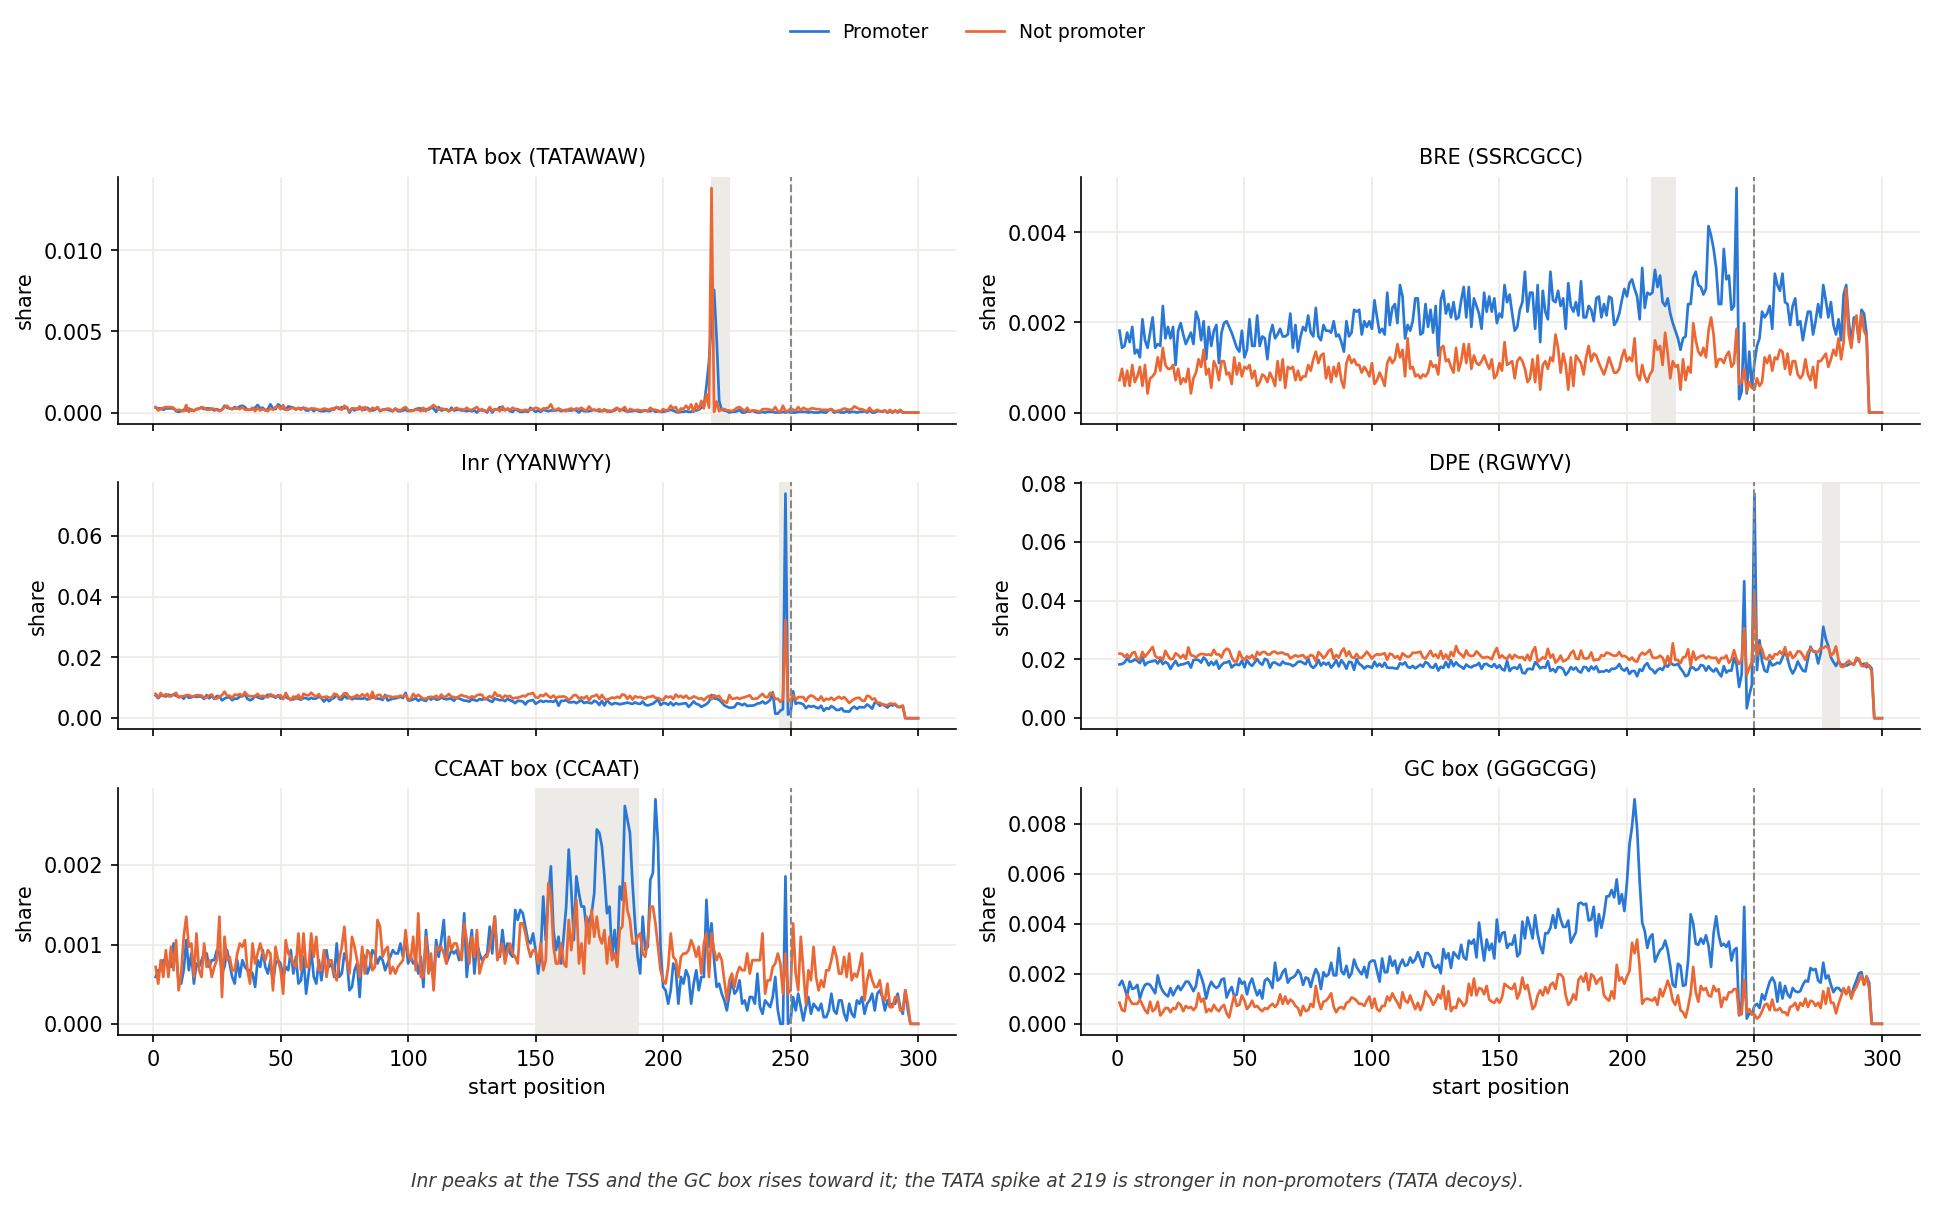 Promoter
Not promoter
TATA box (TATAWAW)
share
0.010
0.005
0.000
BRE (SSRCGCC)
share
0.004
0.002
0.000
Inr (YYANWYY)
share
0.06
0.04
0.02
0.00
DPE (RGWYV)
share
0.08
0.06
0.04
0.02
0.00
CCAAT box (CCAAT)
share
0.002
0.001
0.000
0 50 100 150 200 250 300
start position
GC box (GGGCGG)
share
0.008
0.006
0.004
0.002
0.000
0 50 100 150 200 250 300
start position
Inr peaks at the TSS and the GC box rises toward it; the TATA spike at 219 is stronger in non-promoters (TATA decoys).